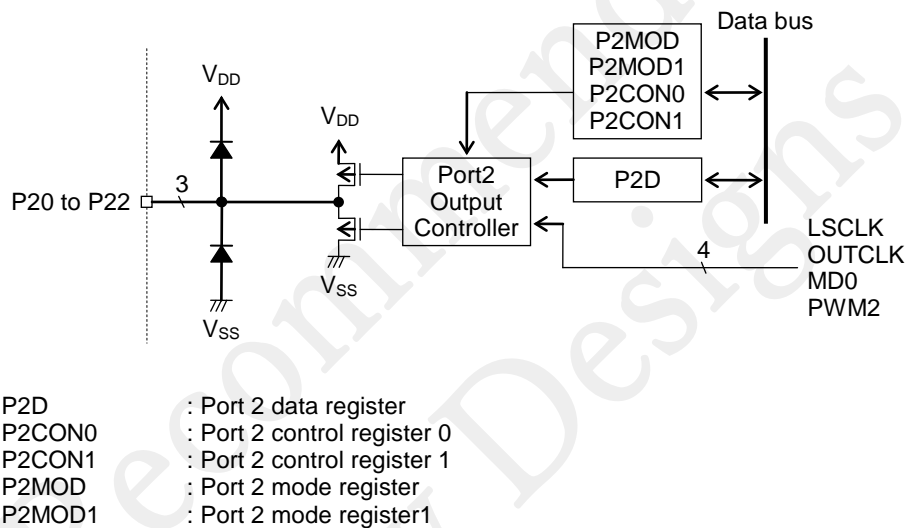 Data bus
P2MOD
P2MOD1
P2CON0
P2CON1
VDD
VDD
P20 to P22
3
Port2
Output
Controller
P2D
LSCLK
OUTCLK
MD0
PWM2
4
VSS
VSS
P2D : Port 2 data register
P2CON0 : Port 2 control register 0
P2CON1 : Port 2 control register 1
P2MOD : Port 2 mode register
P2MOD1 : Port 2 mode register1
Recommend
Designs